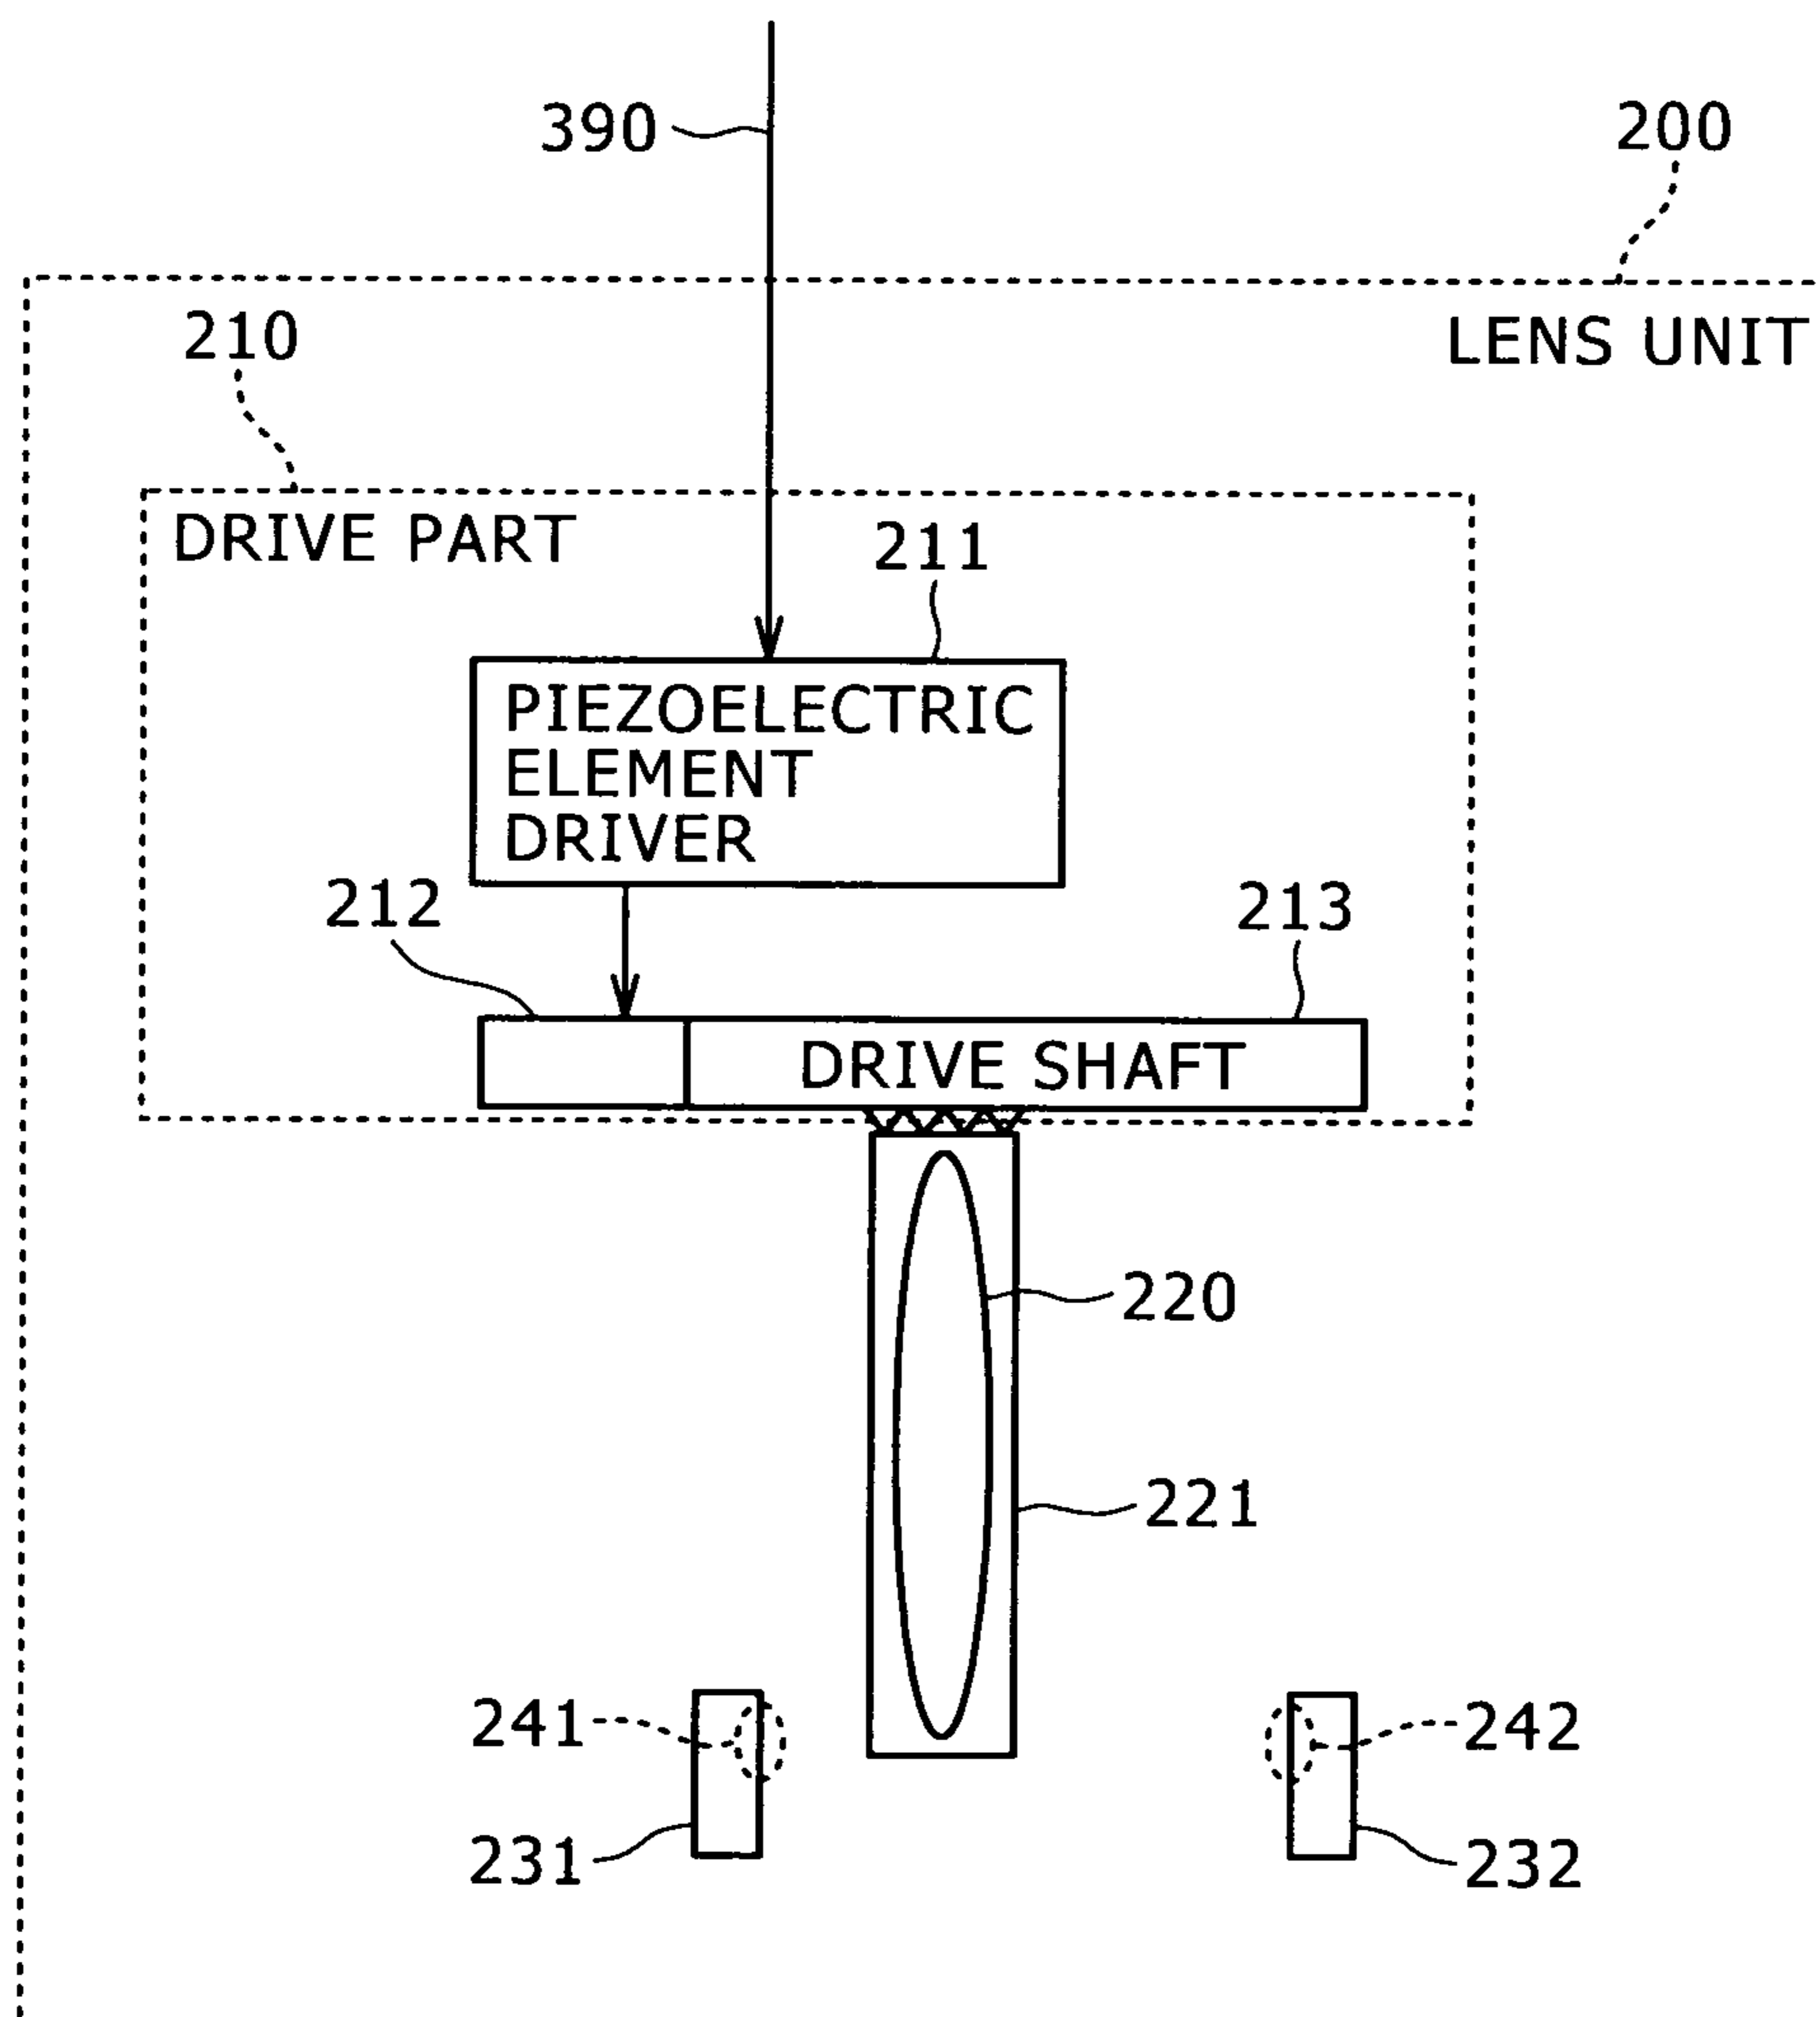 390
200
210
LENS UNIT
DRIVE PART
211
PIEZOELECTRIC
ELEMENT
DRIVER
212
213
DRIVE SHAFT
220
221
241
242
231
232